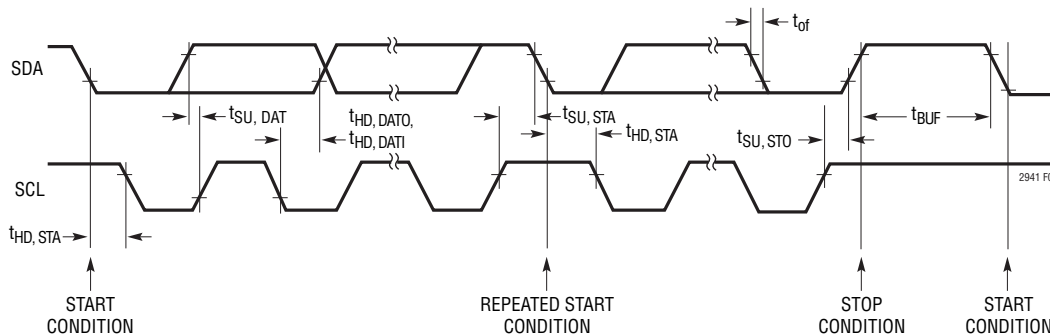 t_of
SDA
t_SU, DAT
t_HD, DATO,
t_HD, DATI
t_SU, STA
t_HD, STA
t_SU, STO
t_BUF
SCL
2941 F
t_HD, STA
START
CONDITION
REPEATED START
CONDITION
STOP
CONDITION
START
CONDITION